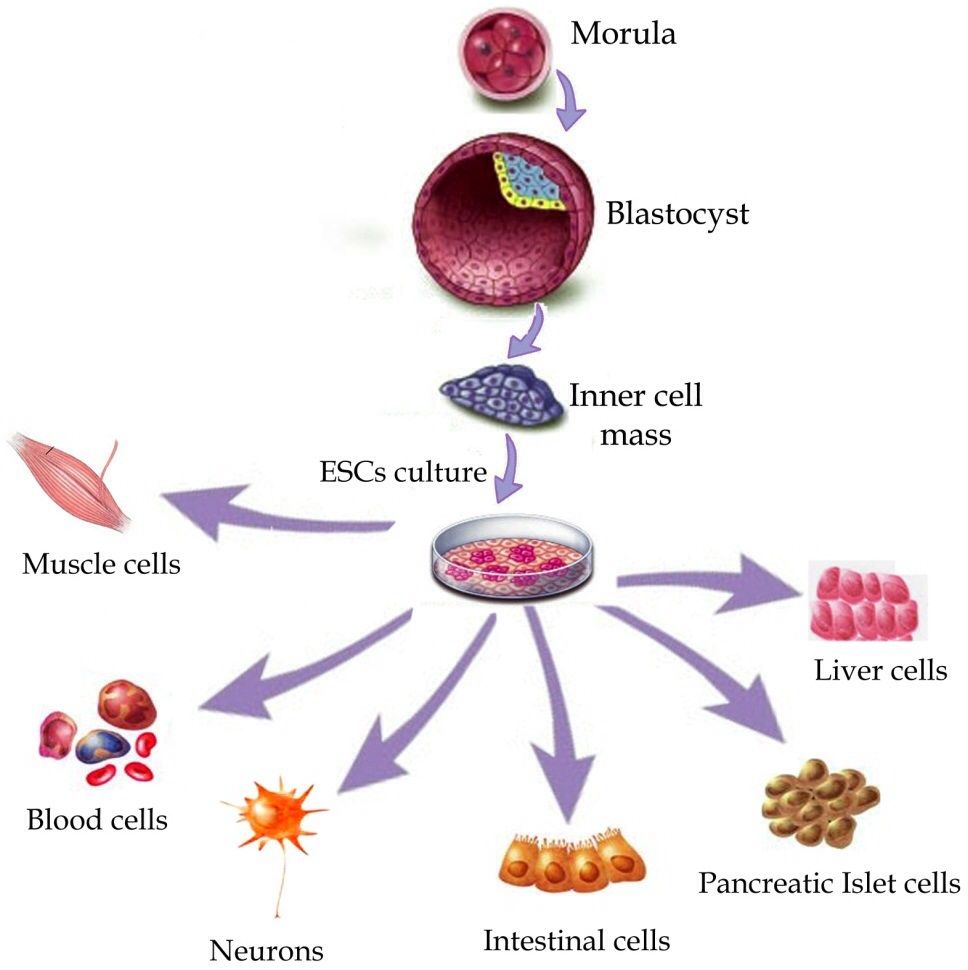 Morula
Blastocyst
Inner cell
mass
ESCs culture
Muscle cells
Liver cells
Blood cells
Pancreatic Islet cells
Neurons
Intestinal cells